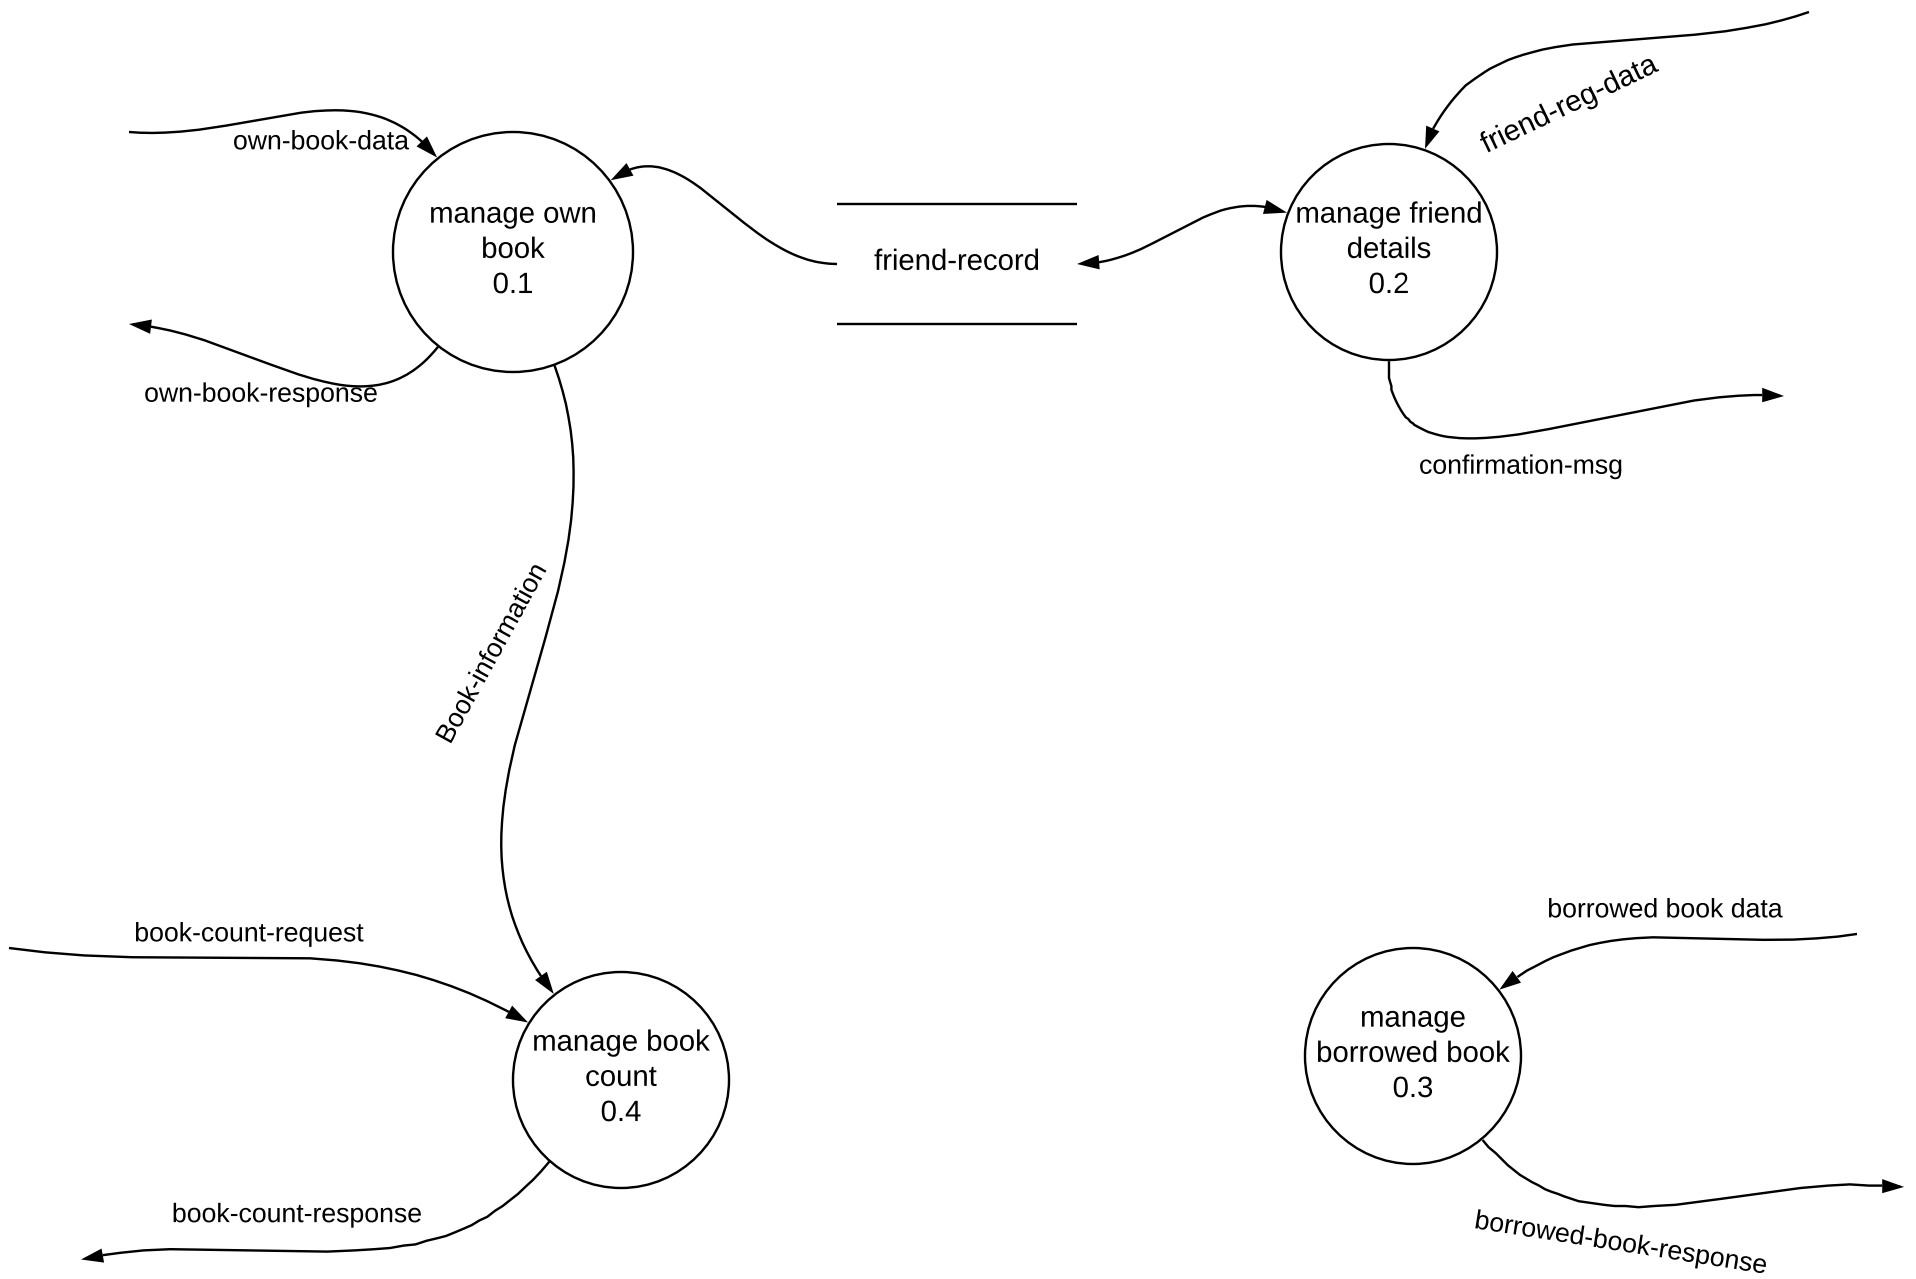 friend-reg-data
own-book-data
manage own
book
0.1
friend-record
manage friend
details
0.2
own-book-response
confirmation-msg
Book-information
book-count-request
borrowed book data
manage book
count
0.4
manage
borrowed book
0.3
book-count-response
borrowed-book-response